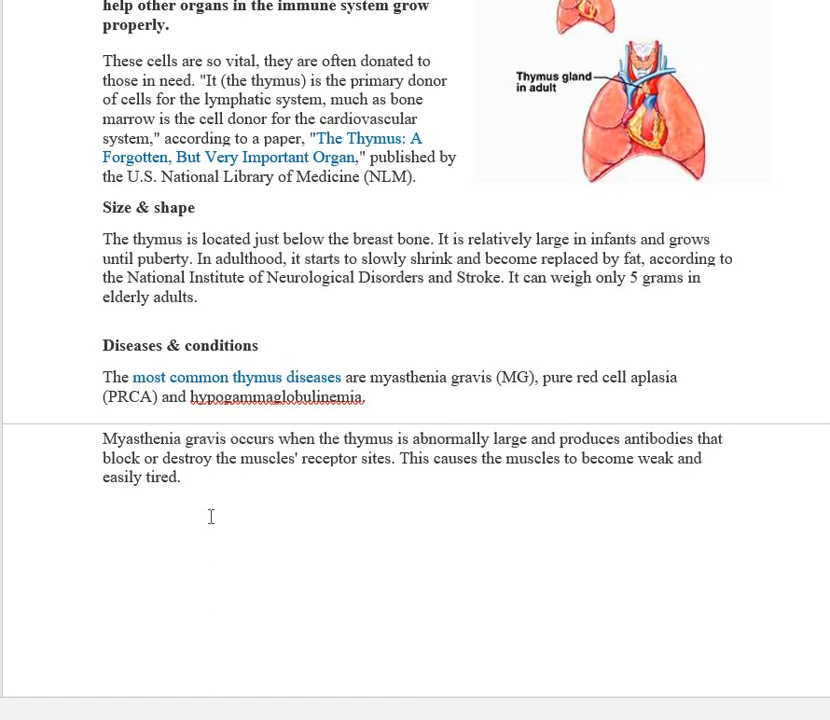 help other organs in the immune system grow
properly.
These cells are so vital, they are often donated to
those in need. "It (the thymus) is the primary donor
of cells for the lymphatic system, much as bone
marrow is the cell donor for the cardiovascular
system," according to a paper, "The Thymus: A
Forgotten, But Very Important Organ," published by
the U.S. National Library of Medicine (NLM).
Thymus gland
in adult
Size & shape
The thymus is located just below the breast bone. It is relatively large in infants and grows
until puberty. In adulthood, it starts to slowly shrink and become replaced by fat, according to
the National Institute of Neurological Disorders and Stroke. It can weigh only 5 grams in
elderly adults.
Diseases & conditions
The most common thymus diseases are myasthenia gravis (MG), pure red cell aplasia
(PRCA) and hypogammaglobulinemia.
Myasthenia gravis occurs when the thymus is abnormally large and produces antibodies that
block or destroy the muscles' receptor sites. This causes the muscles to become weak and
easily tired.